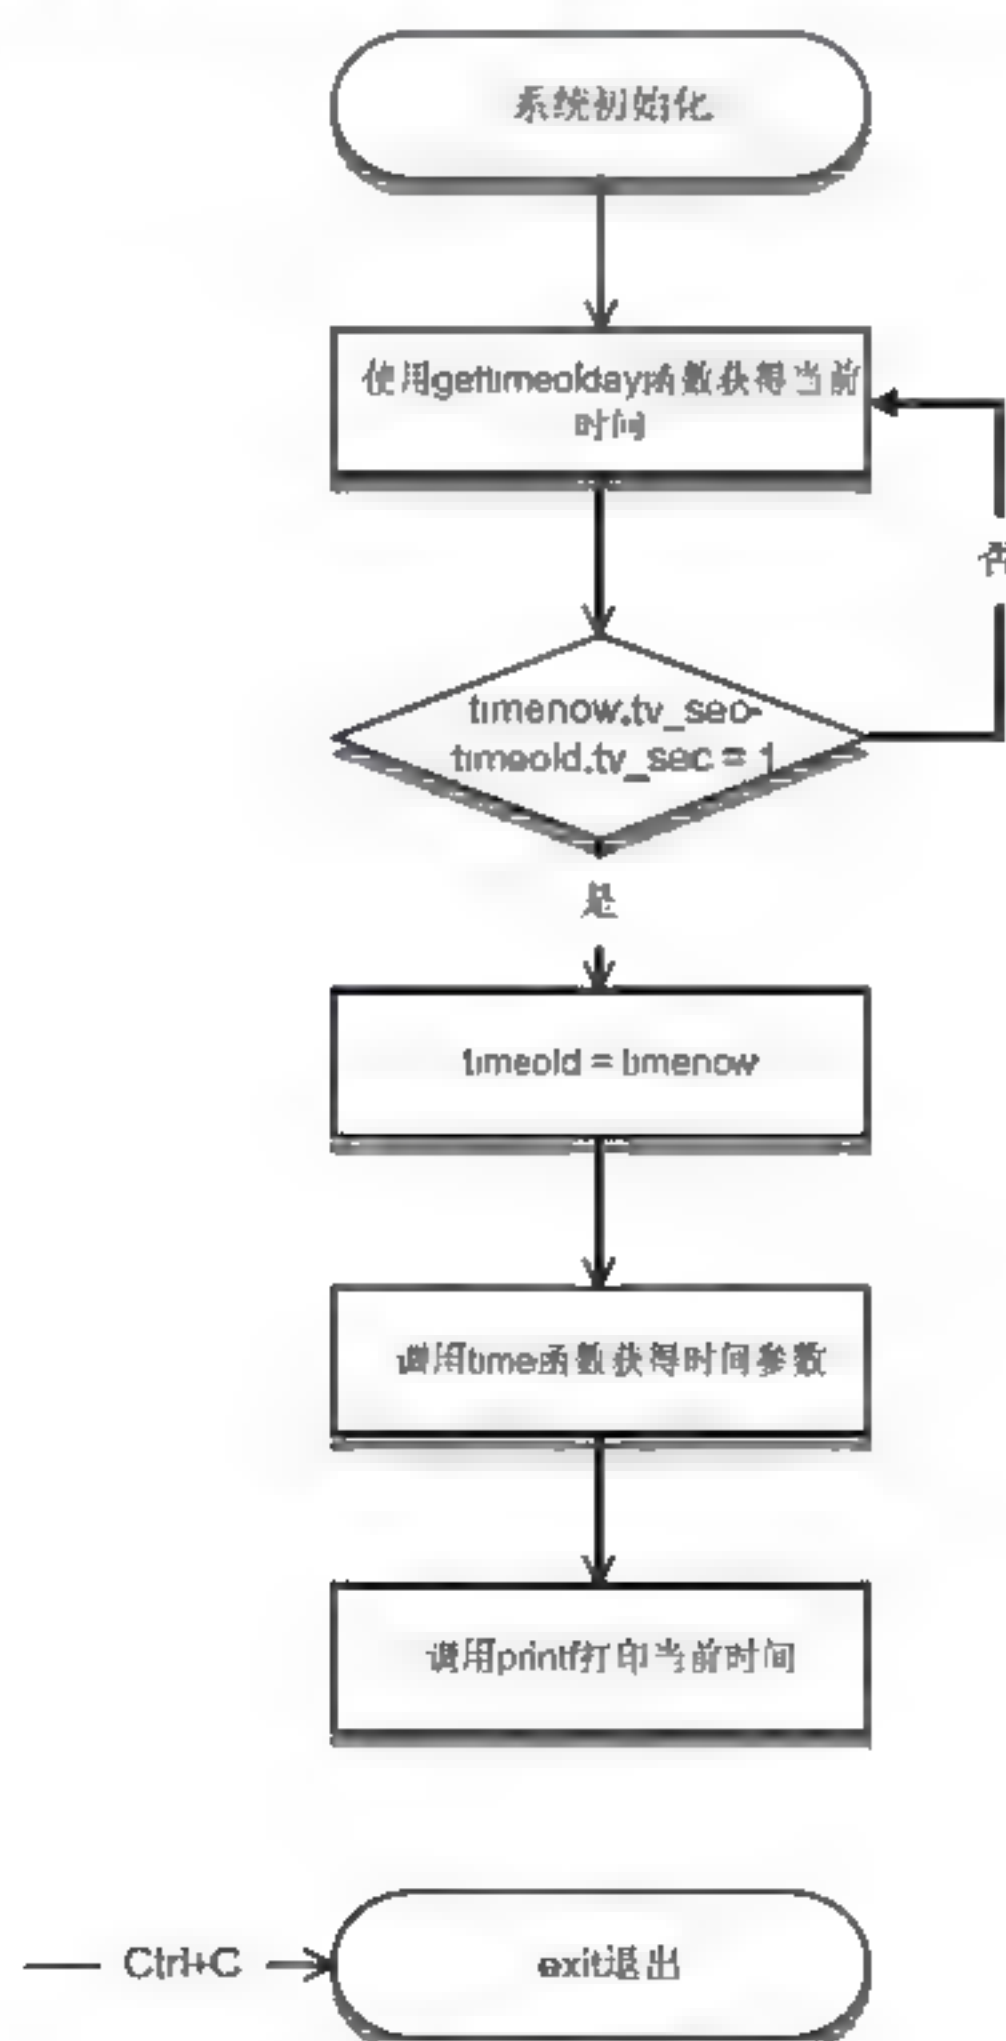 系统初始化
使用gettimeofday函数获得当前
时间
否
timenow.tv_sec-
timeold.tv_sec = 1
是
timeold = timenow
调用time函数获得时间参数
调用printf打印当前时间
Ctrl+C
exit退出